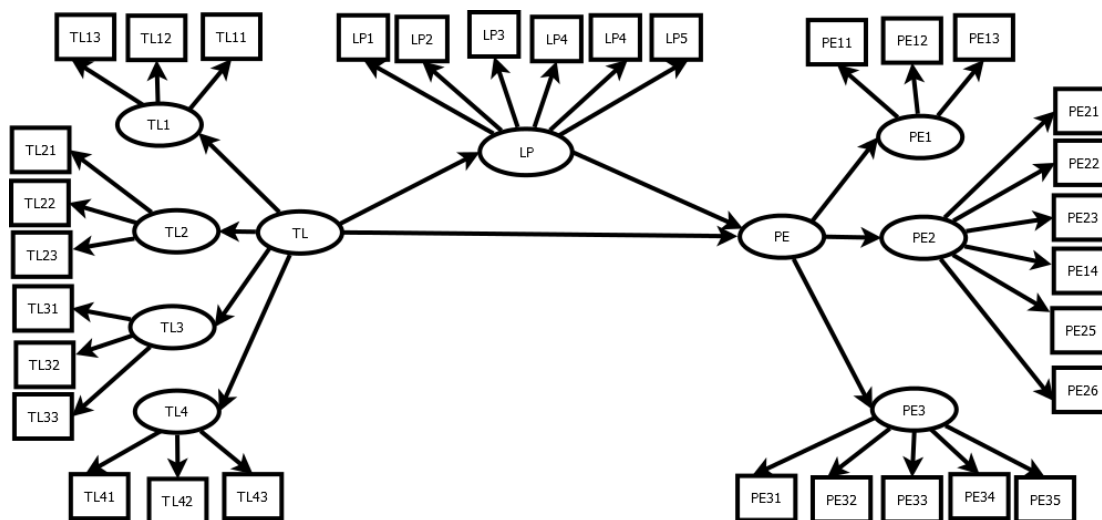 TL13
TL12
TL11
LP1
LP2
LP3
LP4
LP4
LP5
PE11
PE12
PE13
TL1
LP
PE1
PE21
TL21
PE22
TL22
TL2
TL
PE
PE2
PE23
TL23
PE14
TL31
TL3
PE25
TL32
TL33
TL4
PE3
PE26
TL41
TL42
TL43
PE31
PE32
PE33
PE34
PE35